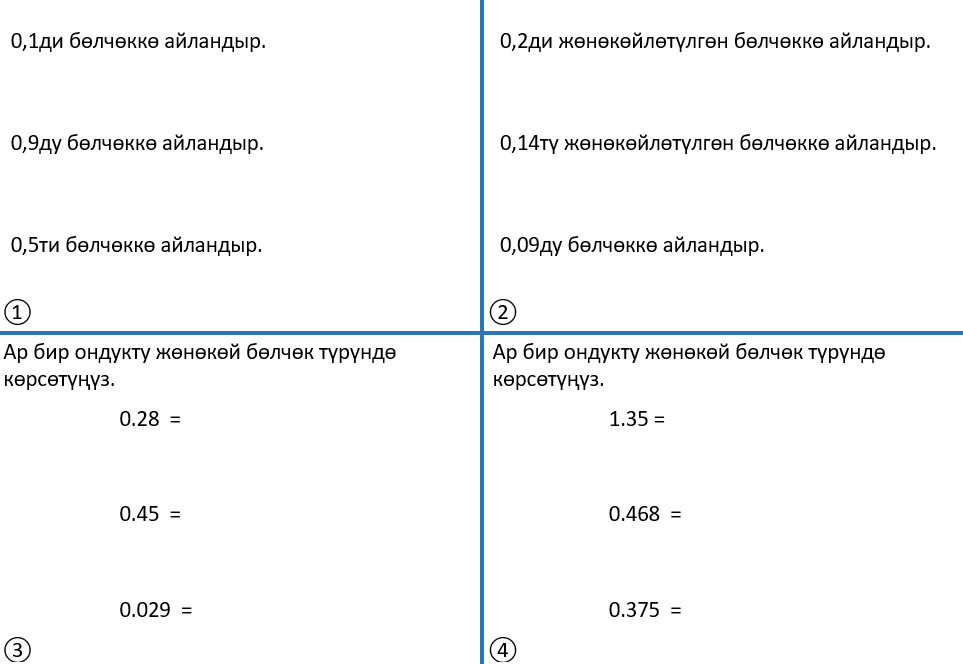 0,1ди бөлчөккө айландыр.
0,9ду бөлчөккө айландыр.
0,5ти бөлчөккө айландыр.
①
0,2ди жөнөкөйлөтүлгөн бөлчөккө айландыр.
0,14тү жөнөкөйлөтүлгөн бөлчөккө айландыр.
0,09ду бөлчөккө айландыр.
②
Ар бир ондукту жөнөкөй бөлчөк түрүндө
көрсөтүңүз.
0.28 =
0.45 =
0.029 =
③
Ар бир ондукту жөнөкөй бөлчөк түрүндө
көрсөтүңүз.
1.35 =
0.468 =
0.375 =
④